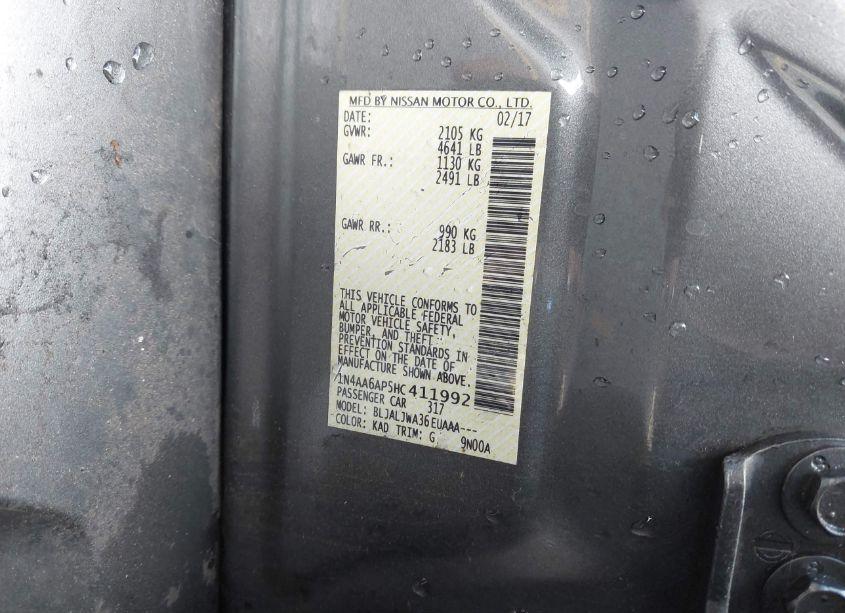 MFD BY NISSAN MOTOR CO., LTD.
DATE: 02/17
GVWR: 2105 KG
4641 LB
GAWR FR.: 1130 KG
2491 LB
GAWR RR.: 990 KG
2183 LB
THIS VEHICLE CONFORMS TO
ALL APPLICABLE FEDERAL
MOTOR VEHICLE SAFETY,
BUMPER, AND THEFT
PREVENTION STANDARDS IN
EFFECT ON THE DATE OF
MANUFACTURE SHOWN ABOVE.
1N4AA6AP5HC411992
PASSENGER CAR 317
MODEL: BLJALJWA36EUAAA---
COLOR: KAD TRIM: G 9N00A